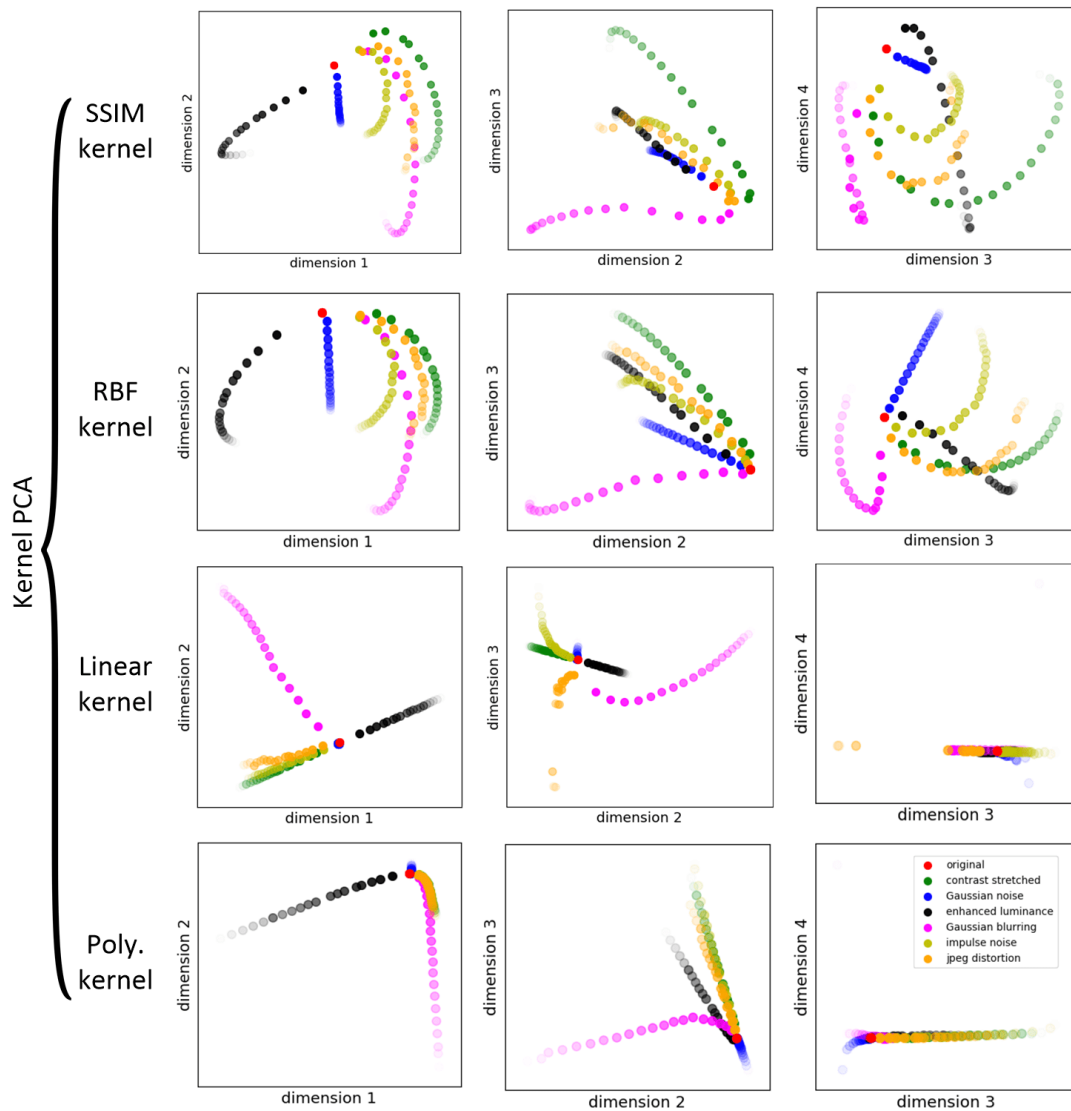 Kernel PCA
SSIM
kernel
dimension 2
dimension 1
dimension 3
dimension 2
dimension 4
dimension 3
RBF
kernel
dimension 2
dimension 1
dimension 3
dimension 2
dimension 4
dimension 3
Linear
kernel
dimension 2
dimension 1
dimension 3
dimension 2
dimension 4
dimension 3
Poly.
kernel
dimension 2
dimension 1
dimension 3
dimension 2
dimension 4
dimension 3
original
contrast stretched
Gaussian noise
enhanced luminance
Gaussian blurring
impulse noise
jpeg distortion